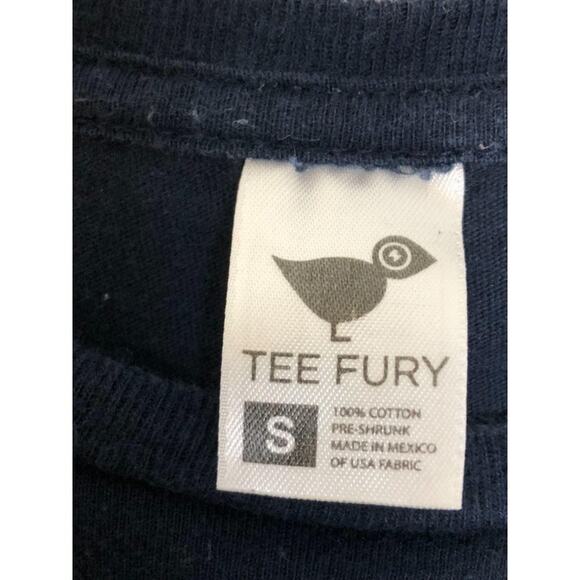 TEE FURY
S
100% COTTON
PRE-SHRUNK
MADE IN MEXICO
OF USA FABRIC